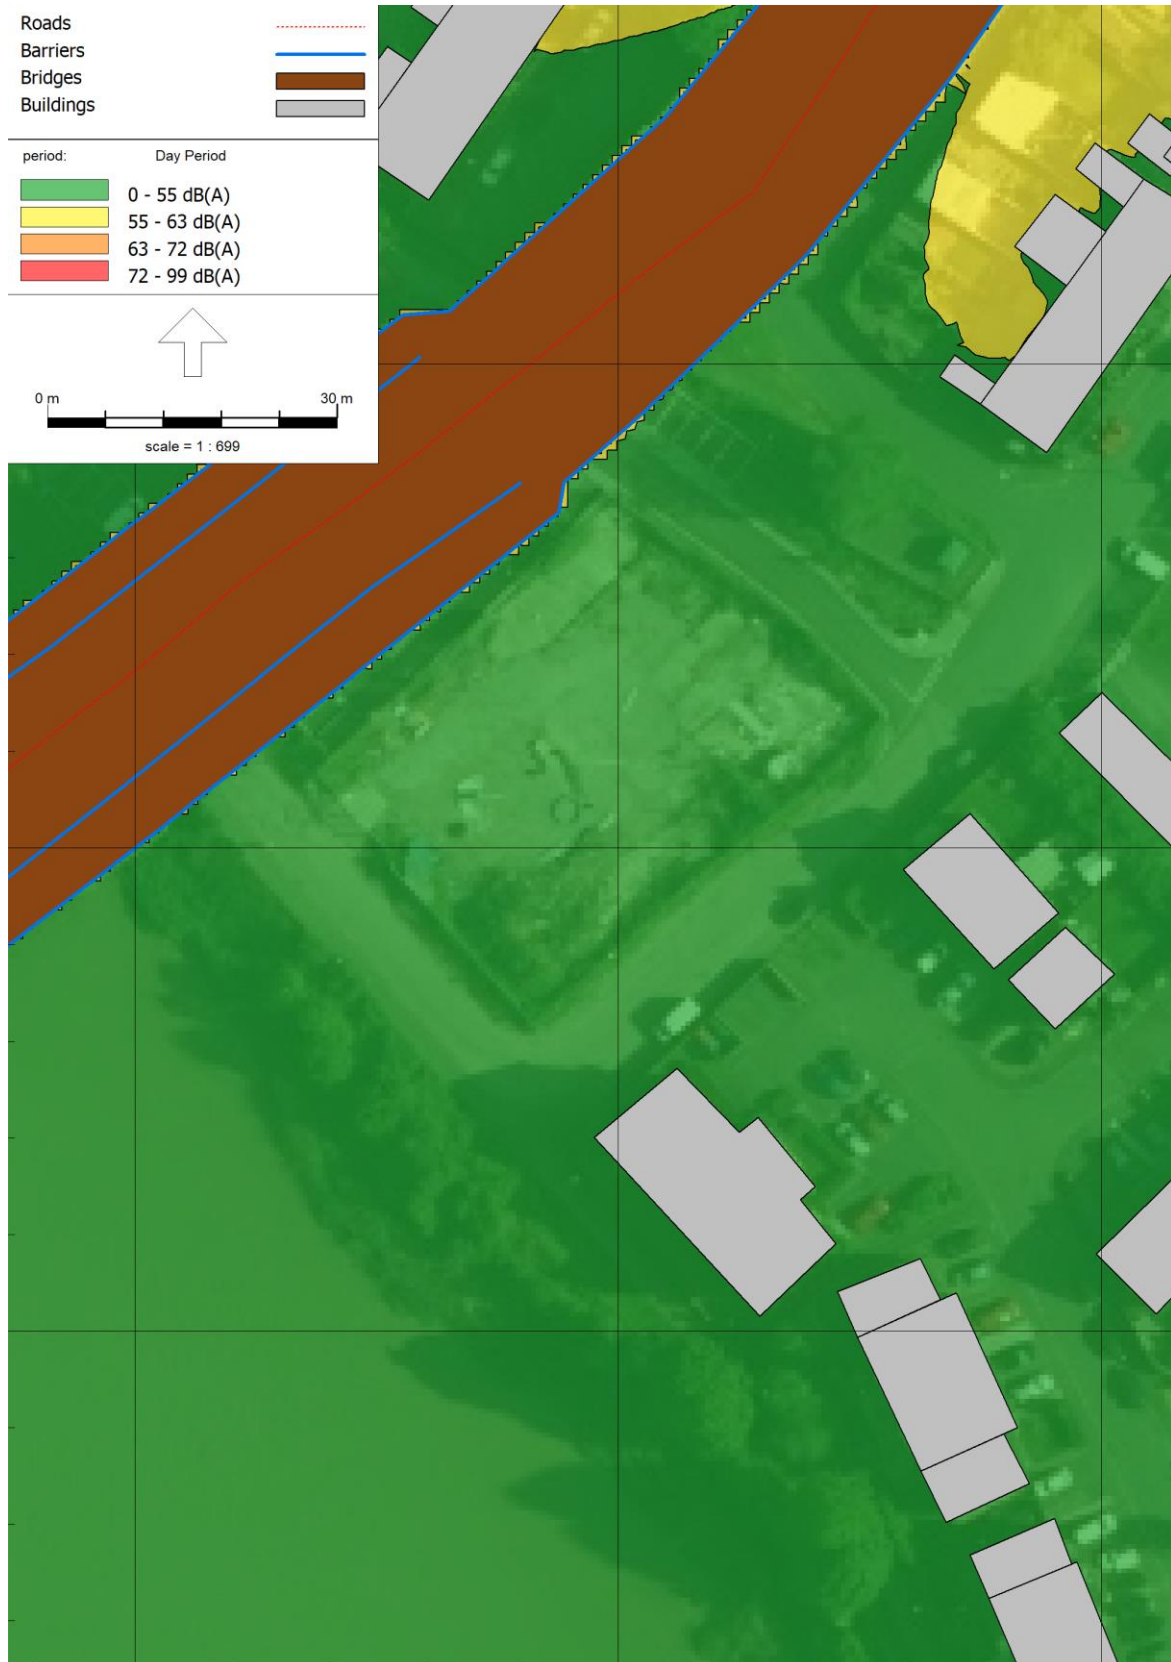 Roads
Barriers
Bridges
Buildings
period: Day Period
0 - 55 dB(A)
55 - 63 dB(A)
63 - 72 dB(A)
72 - 99 dB(A)
0 m 30 m
scale = 1 : 699